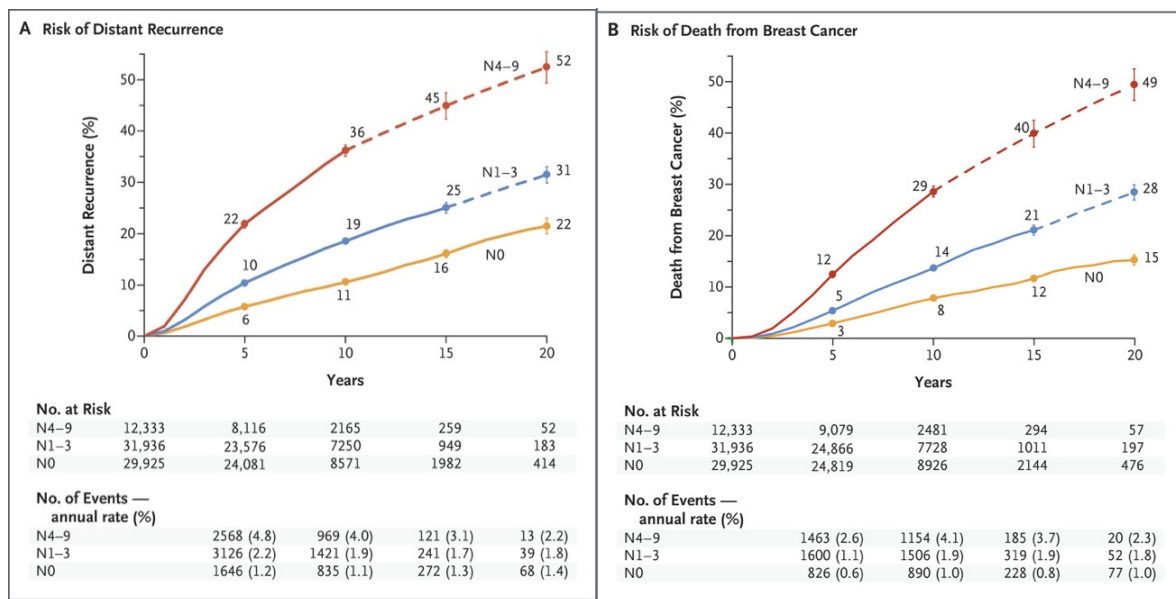 A Risk of Distant Recurrence
Distant Recurrence (%)
50
40
30
20
10
0
22
36
45
N4–9
52
10
19
25
N1–3
31
6
11
16
N0
22
0 5 10 15 20
Years
No. at Risk
N4–9 12,333 8,116 2165 259 52
N1–3 31,936 23,576 7250 949 183
N0 29,925 24,081 8571 1982 414
No. of Events —
annual rate (%)
N4–9 2568 (4.8) 969 (4.0) 121 (3.1) 13 (2.2)
N1–3 3126 (2.2) 1421 (1.9) 241 (1.7) 39 (1.8)
N0 1646 (1.2) 835 (1.1) 272 (1.3) 68 (1.4)
B Risk of Death from Breast Cancer
Death from Breast Cancer (%)
50
40
30
20
10
0
12
29
40
N4–9
49
5
14
21
N1–3
28
3
8
12
N0
15
0 5 10 15 20
Years
No. at Risk
N4–9 12,333 9,079 2481 294 57
N1–3 31,936 24,866 7728 1011 197
N0 29,925 24,819 8926 2144 476
No. of Events —
annual rate (%)
N4–9 1463 (2.6) 1154 (4.1) 185 (3.7) 20 (2.3)
N1–3 1600 (1.1) 1506 (1.9) 319 (1.9) 52 (1.8)
N0 826 (0.6) 890 (1.0) 228 (0.8) 77 (1.0)